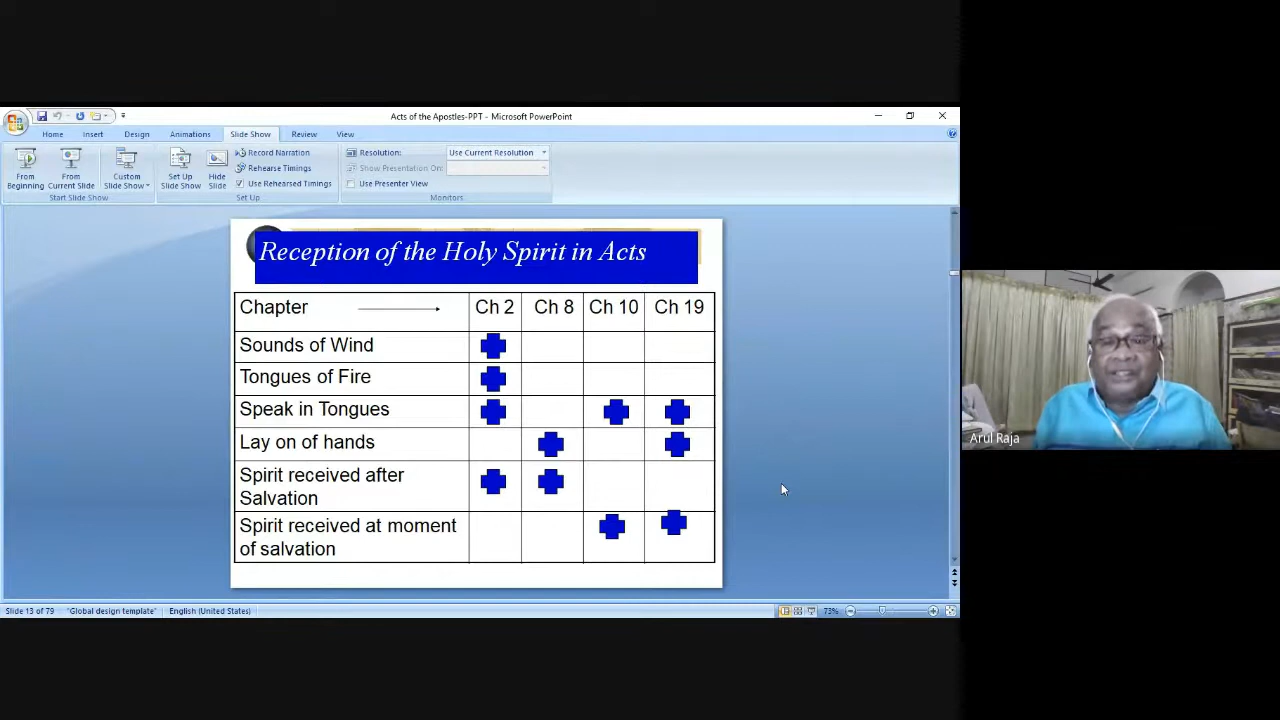 Acts of the Apostles-PPT - Microsoft PowerPoint
Home Insert Design Animations Slide Show Review View
From Beginning
From Current Slide
Custom Slide Show
Start Slide Show
Set Up Slide Show
Hide Slide
Record Narration
Rehearse Timings
Use Rehearsed Timings
Set Up
Resolution: Use Current Resolution
Show Presentation On:
Use Presenter View
Monitors
Reception of the Holy Spirit in Acts
Chapter Ch 2 Ch 8 Ch 10 Ch 19
Sounds of Wind
Tongues of Fire
Speak in Tongues
Lay on of hands
Spirit received after
Salvation
Spirit received at moment
of salvation
Arul Raja
Slide 13 of 79 "Global design template" English (United States) 73%